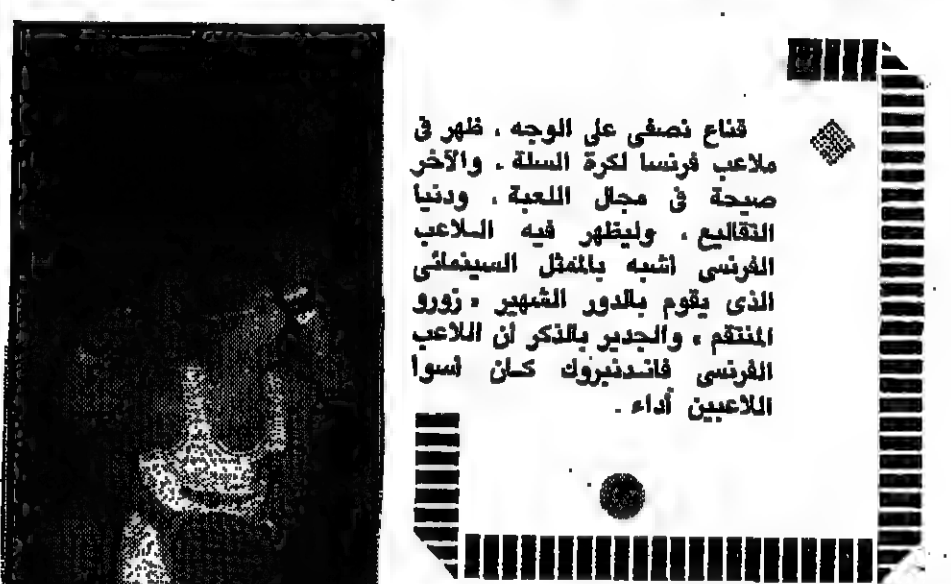 قناع نصفى على الوجه ، ظهر فى
ملاعب فرنسا لكرة السلة ، والآخر
صيحة فى مجال اللعبة ، ودنيا
التقاليع ، وليظهر فيه اللاعب
الفرنسى أشبه بالممثل السينمائى
الذى يقوم بالدور الشهير « زورو
المنتقم » والجدير بالذكر أن اللاعب
الفرنسى فاندنبروك كان أسوأ
اللاعبين أداء .